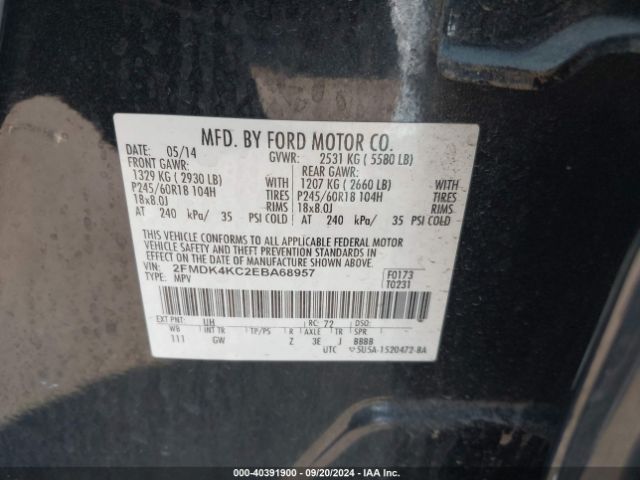 MFD. BY FORD MOTOR CO.
DATE: 05/14 GVWR: 2531 KG ( 5580 LB)
FRONT GAWR: REAR GAWR:
1329 KG ( 2930 LB) WITH 1207 KG ( 2660 LB) WITH
P245/60R18 104H TIRES P245/60R18 104H TIRES
18x8.0J RIMS 18x8.0J RIMS
AT 240 kPa/ 35 PSI COLD AT 240 kPa/ 35 PSI COLD
THIS VEHICLE CONFORMS TO ALL APPLICABLE FEDERAL MOTOR
VEHICLE SAFETY AND THEFT PREVENTION STANDARDS IN
EFFECT ON THE DATE OF MANUFACTURE SHOWN ABOVE.
VIN: 2FMDK4KC2EBA68957 F0173
TYPE: MPV T0231
EXT PNT: UH RC: 72 DSO:
WB INT TR TP/PS R AXLE TR SPR
111 GW Z 3E J BBBB
UTC 5U5A-1520472-BA
000-40391900 - 09/20/2024 - IAA Inc.